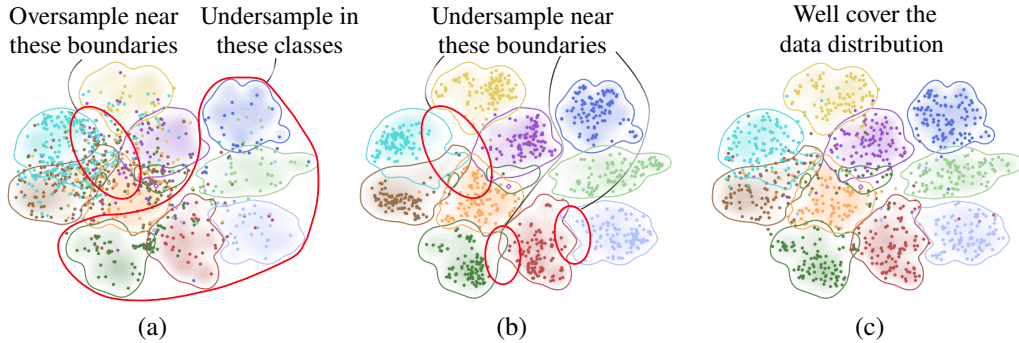 Oversample near
these boundaries
Undersample in
these classes
Undersample near
these boundaries
Well cover the
data distribution
(a)
(b)
(c)